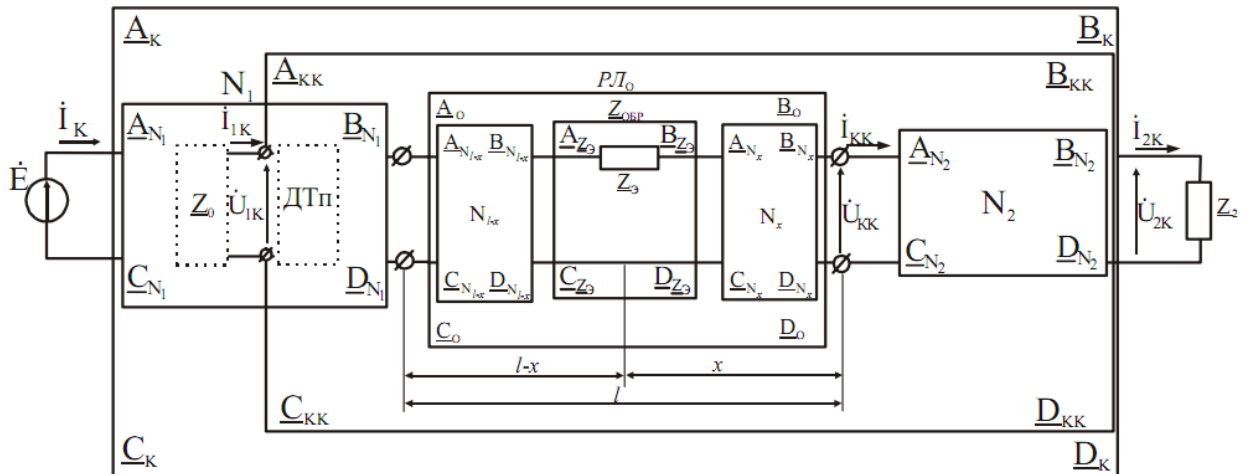 A_K B_K
A_KK B_KK
N_1 РЛ_О
İ_K A_N1 İ_1K B_N1 A_О Z_ОБР B_О İ_KK İ_2K
A_Nl-x B_Nl-x A_ZЭ B_ZЭ A_Nx B_Nx A_N2 B_N2
Z_Э
Ė Z_0 U̇_1K ДТп N_l-x N_x U̇_KK N_2 U̇_2K Z_2
C_N1 D_N1 C_Nl-x D_Nl-x C_ZЭ D_ZЭ C_Nx D_Nx C_N2 D_N2
C_О D_О
l-x x
l
C_KK D_KK
C_K D_K